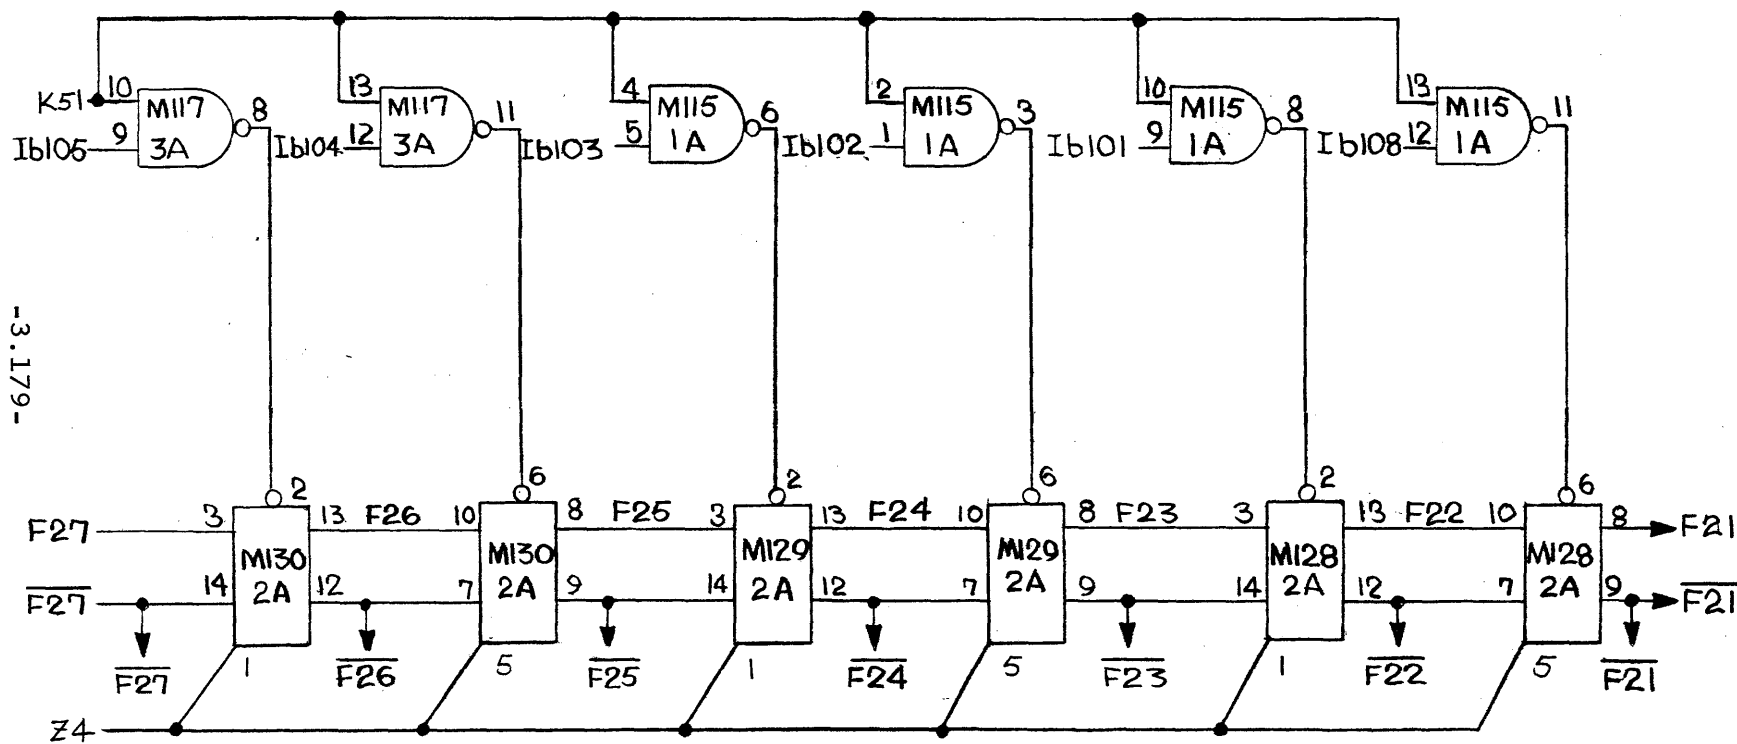 K51 10 M117 8 13 M117 11 4 M115 6 2 M115 3 10 M115 8 13 M115 11
Ib105 9 3A Ib104 12 3A Ib103 5 1A Ib102 1 1A Ib101 9 1A Ib108 12 1A
-3.179-
2 6 2 6 2 6
F27 3 13 F26 10 8 F25 3 13 F24 10 8 F23 3 13 F22 10 8 F21
M130 M130 M129 M129 M128 M128
F27 14 2A 12 7 2A 9 14 2A 12 7 2A 9 14 2A 12 7 2A 9 F21
F27 1 F26 5 F25 1 F24 5 F23 1 F22 5 F21
Z4